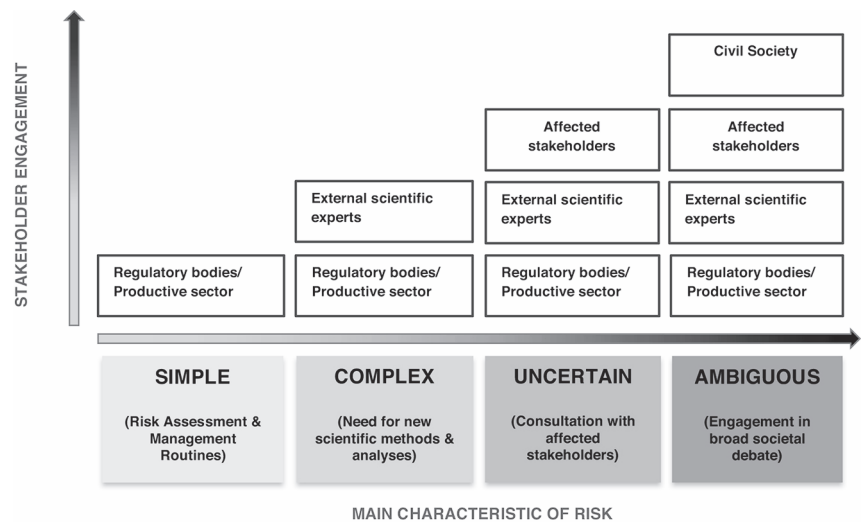 STAKEHOLDER ENGAGEMENT
Civil Society
Affected
stakeholders
Affected
stakeholders
External scientific
experts
External scientific
experts
External scientific
experts
Regulatory bodies/
Productive sector
Regulatory bodies/
Productive sector
Regulatory bodies/
Productive sector
Regulatory bodies/
Productive sector
SIMPLE
(Risk Assessment &
Management
Routines)
COMPLEX
(Need for new
scientific methods &
analyses)
UNCERTAIN
(Consultation with
affected
stakeholders)
AMBIGUOUS
(Engagement in
broad societal
debate)
MAIN CHARACTERISTIC OF RISK